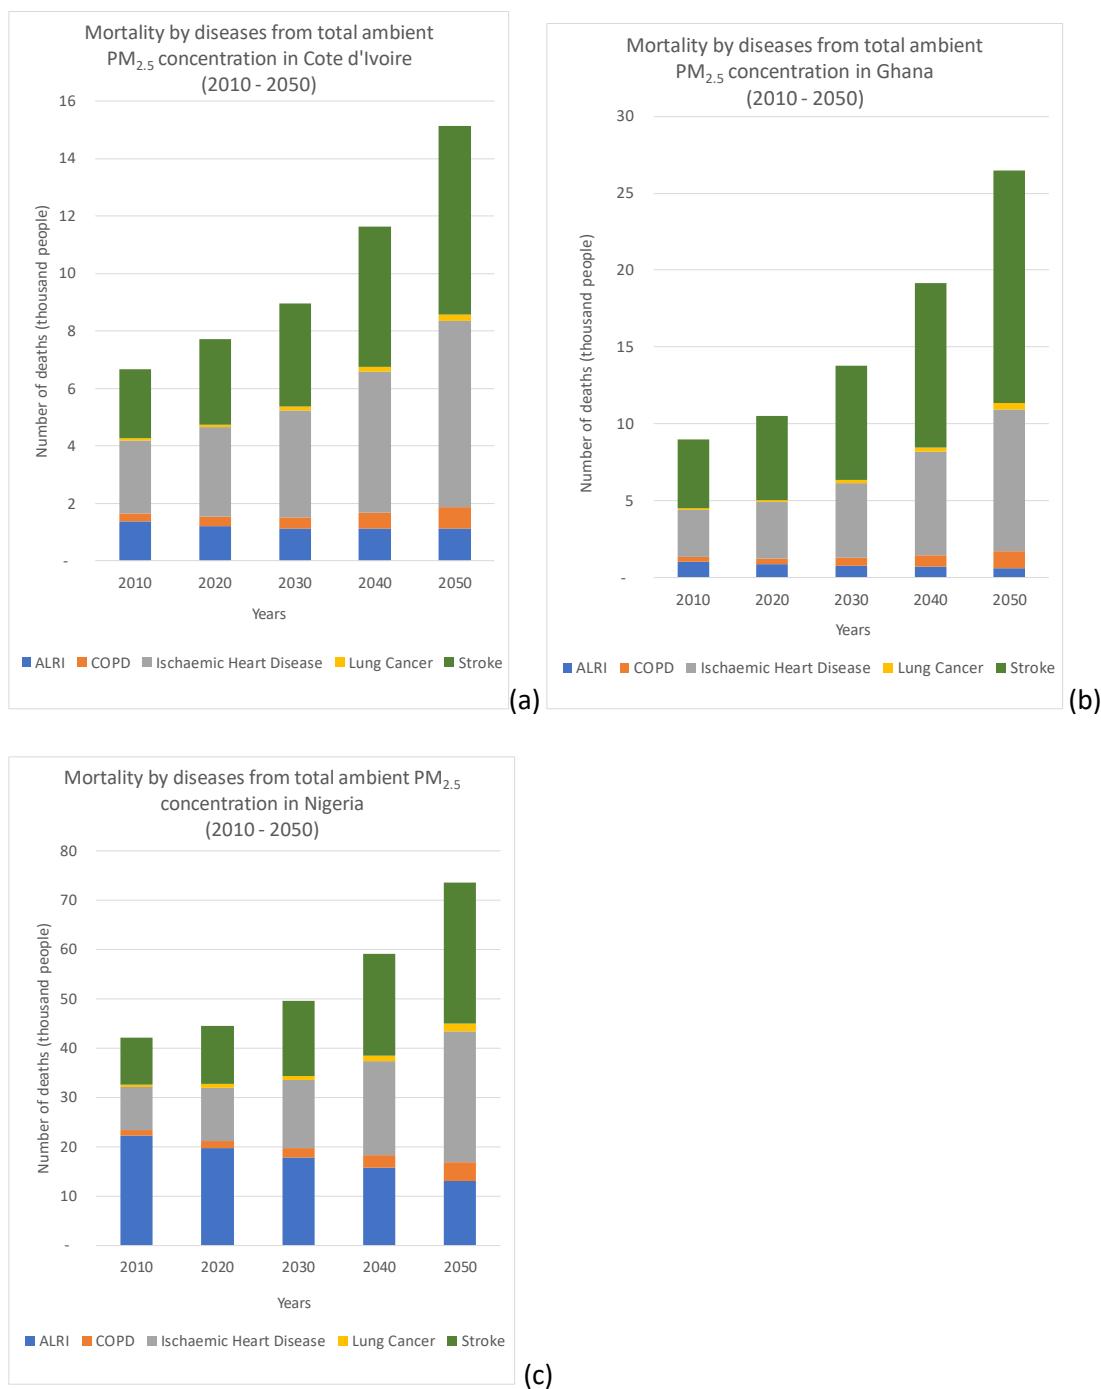 Mortality by diseases from total ambient
PM2.5 concentration in Cote d'Ivoire
(2010 - 2050)
16
14
12
10
8
6
4
2
-
Number of deaths (thousand people)
2010 2020 2030 2040 2050
Years
ALRI COPD Ischaemic Heart Disease Lung Cancer Stroke
(a)
Mortality by diseases from total ambient
PM2.5 concentration in Ghana
(2010 - 2050)
30
25
20
15
10
5
-
Number of deaths (thousand people)
2010 2020 2030 2040 2050
Years
ALRI COPD Ischaemic Heart Disease Lung Cancer Stroke
(b)
Mortality by diseases from total ambient PM2.5
concentration in Nigeria
(2010 - 2050)
80
70
60
50
40
30
20
10
-
Number of deaths (thousand people)
2010 2020 2030 2040 2050
Years
ALRI COPD Ischaemic Heart Disease Lung Cancer Stroke
(c)